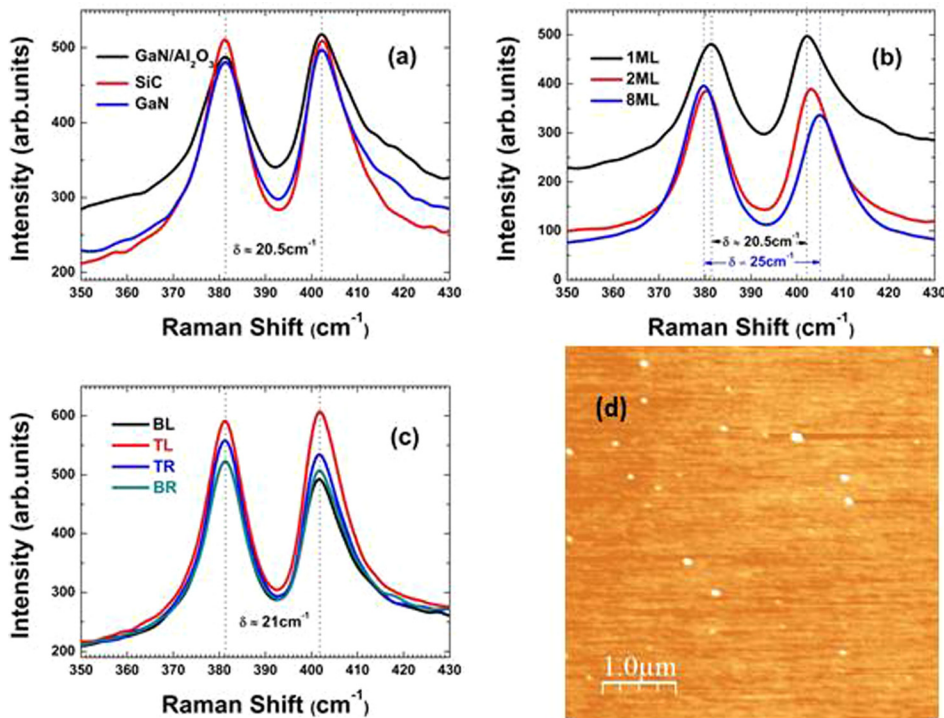 Intensity (arb.units)
500
400
300
200
GaN/Al₂O₃
SiC
GaN
(a)
δ ≈ 20.5cm⁻¹
350 360 370 380 390 400 410 420 430
Raman Shift (cm⁻¹)
Intensity (arb.units)
500
400
300
200
100
0
1ML
2ML
8ML
(b)
δ ≈ 20.5cm⁻¹
δ ≈ 25cm⁻¹
350 360 370 380 390 400 410 420 430
Raman Shift (cm⁻¹)
Intensity (arb.units)
600
500
400
300
200
BL
TL
TR
BR
(c)
δ ≈ 21cm⁻¹
350 360 370 380 390 400 410 420 430
Raman Shift (cm⁻¹)
(d)
1.0μm